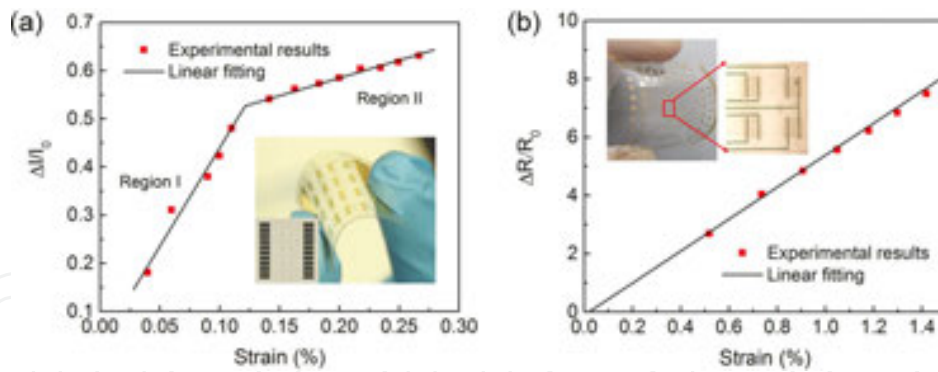 (a)
0.7
0.6
0.5
0.4
0.3
0.2
0.1
ΔI/I₀
Experimental results
Linear fitting
Region I
Region II
0.00 0.05 0.10 0.15 0.20 0.25 0.30
Strain (%)
(b)
10
8
6
4
2
0
ΔR/R₀
Experimental results
Linear fitting
0.0 0.2 0.4 0.6 0.8 1.0 1.2 1.4
Strain (%)